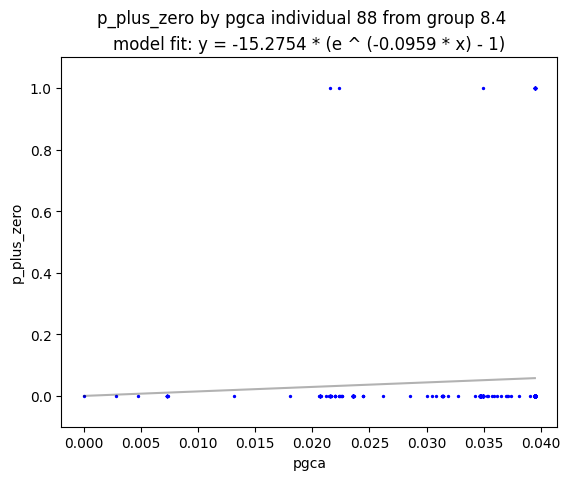 p_plus_zero by pgca individual 88 from group 8.4
model fit: y = -15.2754 * (e ^ (-0.0959 * x) - 1)
1.0
0.8
0.6
0.4
0.2
0.0
p_plus_zero
0.000 0.005 0.010 0.015 0.020 0.025 0.030 0.035 0.040
pgca